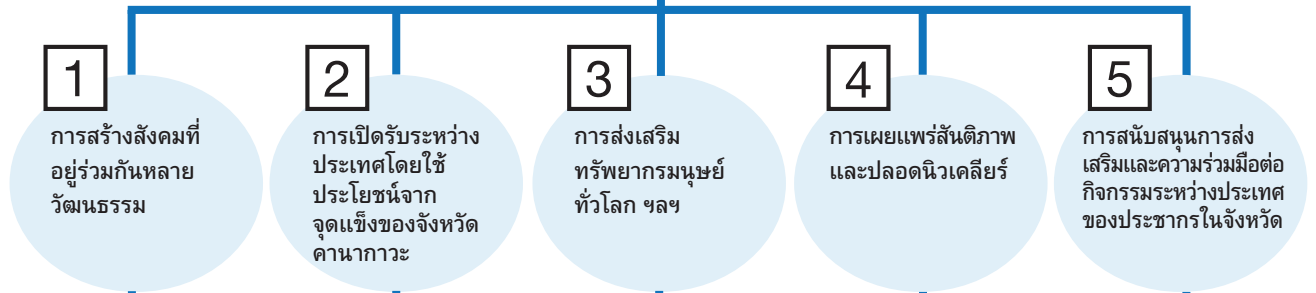 1
การสร้างสังคมที่
อยู่ร่วมกันหลาย
วัฒนธรรม
2
การเปิดรับระหว่าง
ประเทศโดยใช้
ประโยชน์จาก
จุดแข็งของจังหวัด
คานากาวะ
3
การส่งเสริม
ทรัพยากรมนุษย์
ทั่วโลก ฯลฯ
4
การเผยแพร่สันติภาพ
และปลอดนิวเคลียร์
5
การสนับสนุนการส่ง
เสริมและความร่วมมือต่อ
กิจกรรมระหว่างประเทศ
ของประชากรในจังหวัด